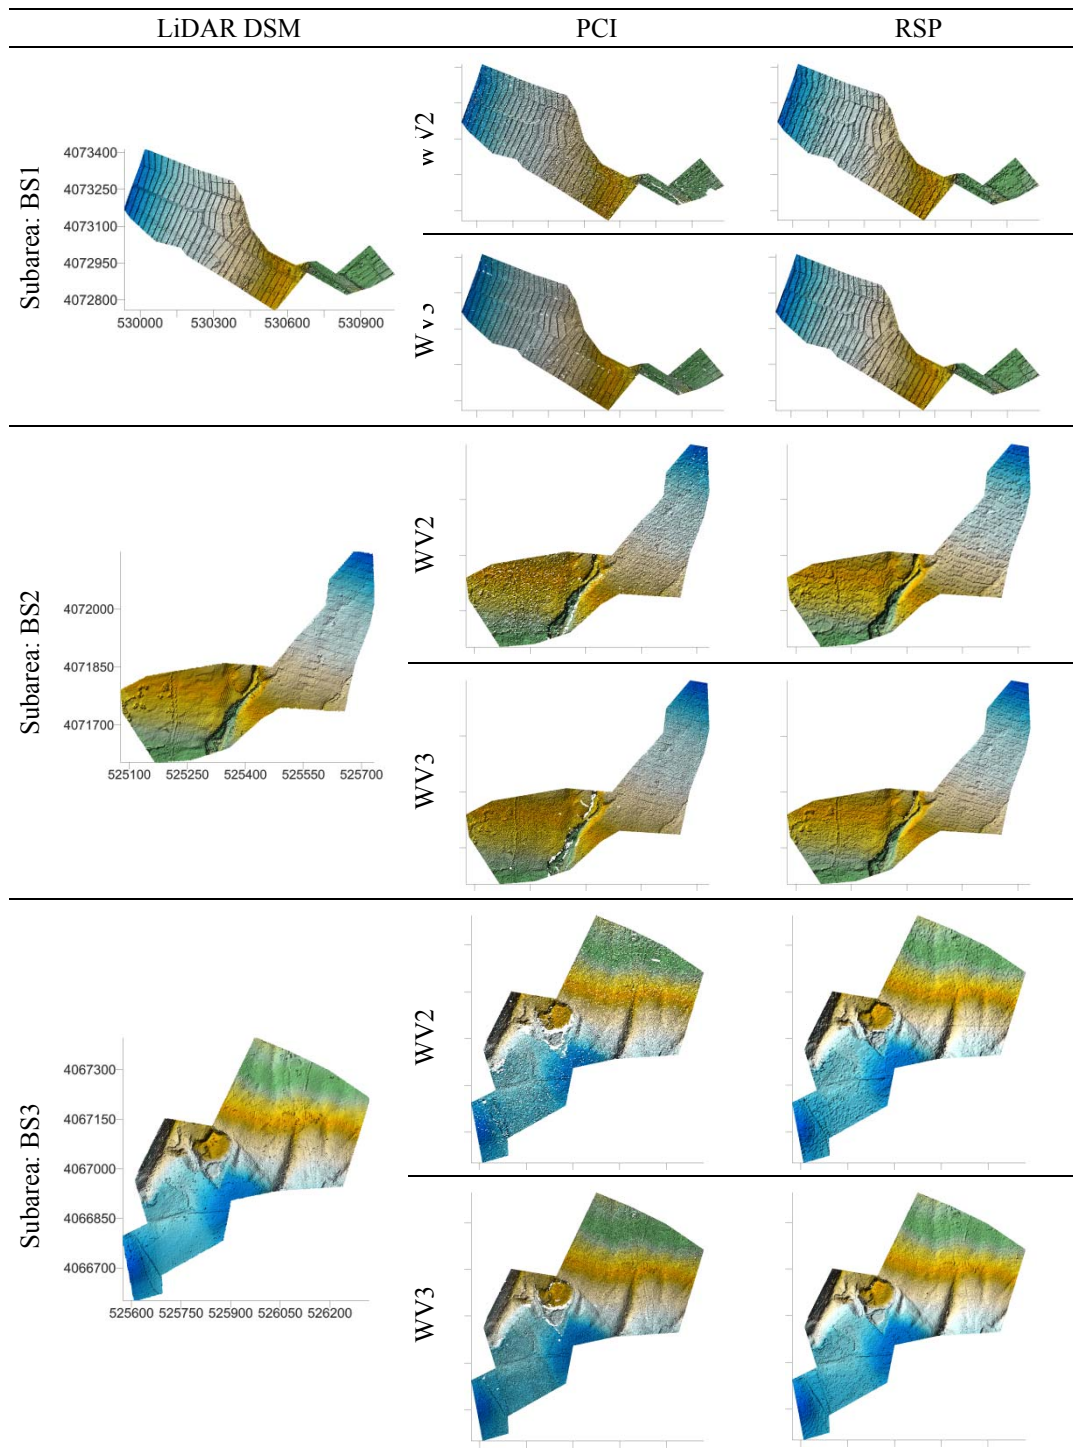 LiDAR DSM PCI RSP
Subarea: BS1
4073400
4073250
4073100
4072950
4072800
530000 530300 530600 530900
WV2
WV3
Subarea: BS2
4072000
4071850
4071700
525100 525250 525400 525550 525700
WV2
WV3
Subarea: BS3
4067300
4067150
4067000
4066850
4066700
525600 525750 525900 526050 526200
WV2
WV3